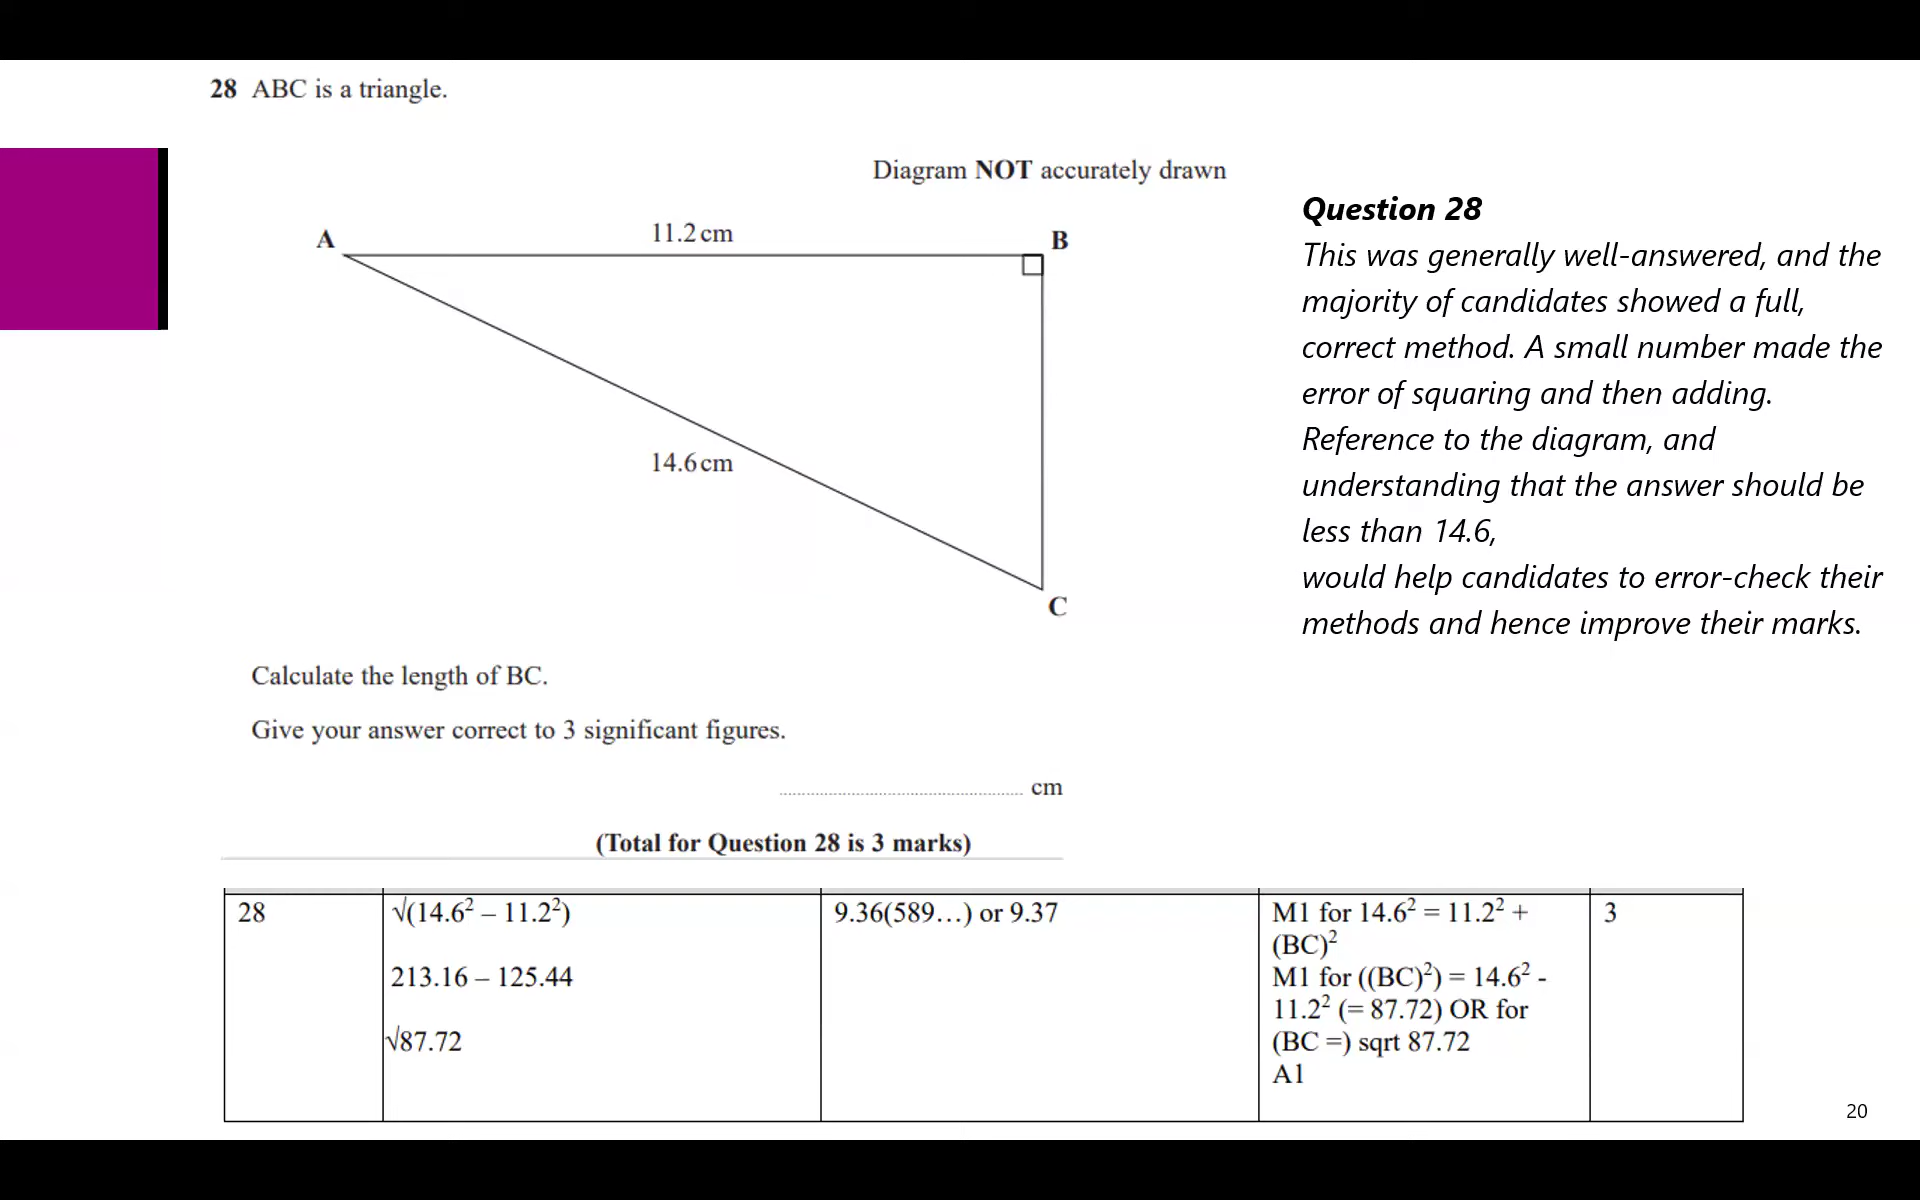 28 ABC is a triangle.
Diagram NOT accurately drawn
A
11.2 cm
B
14.6 cm
C
Calculate the length of BC.
Give your answer correct to 3 significant figures.
........................................ cm
(Total for Question 28 is 3 marks)
Question 28
This was generally well-answered, and the
majority of candidates showed a full,
correct method. A small number made the
error of squaring and then adding.
Reference to the diagram, and
understanding that the answer should be
less than 14.6,
would help candidates to error-check their
methods and hence improve their marks.
28
√(14.6² – 11.2²)
213.16 – 125.44
√87.72
9.36(589…) or 9.37
M1 for 14.6² = 11.2² +
(BC)²
M1 for ((BC)²) = 14.6² -
11.2² (= 87.72) OR for
(BC =) sqrt 87.72
A1
3
20